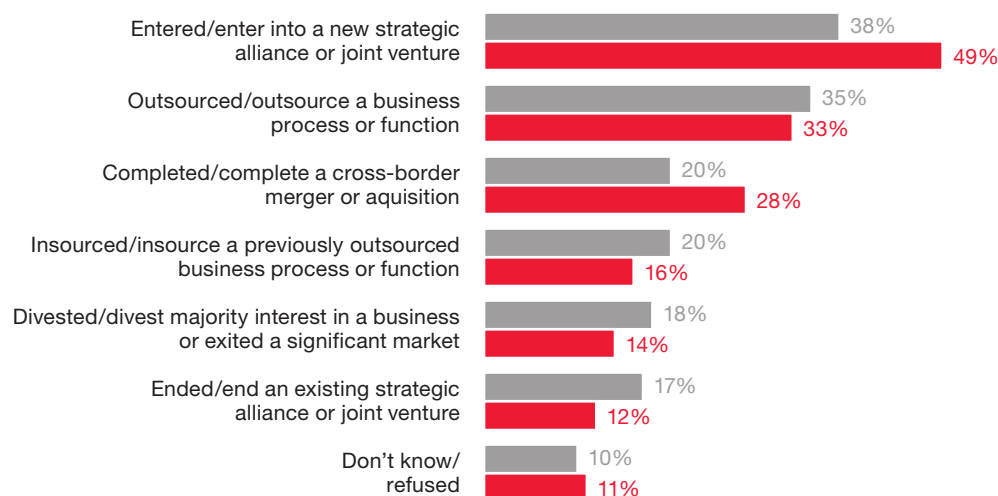 Entered/enter into a new strategic
alliance or joint venture
38%
49%
Outsourced/outsource a business
process or function
35%
33%
Completed/complete a cross-border
merger or aquisition
20%
28%
Insourced/insource a previously outsourced
business process or function
20%
16%
Divested/divest majority interest in a business
or exited a significant market
18%
14%
Ended/end an existing strategic
alliance or joint venture
17%
12%
Don't know/
refused
10%
11%